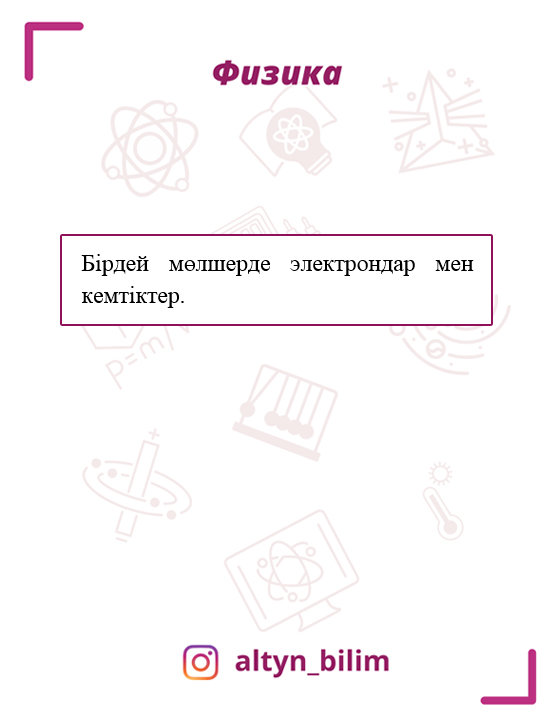 Физика
Бірдей мөлшерде электрондар мен
кемтіктер.
P=m/V
altyn_bilim